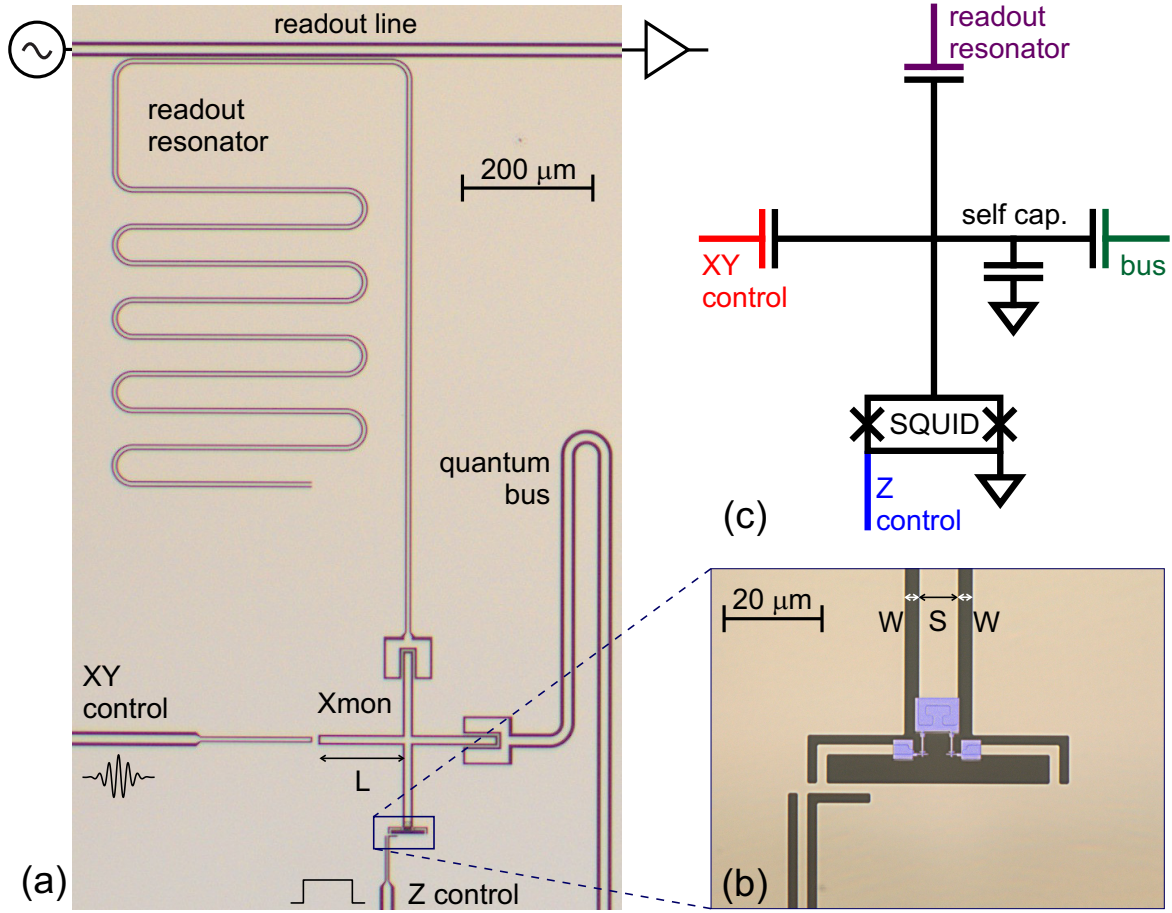 readout line
readout
resonator
200 μm
XY
control
Xmon
L
quantum
bus
Z control
(a)
readout
resonator
self cap.
XY
control
bus
SQUID
Z
control
(c)
20 μm
W S W
(b)